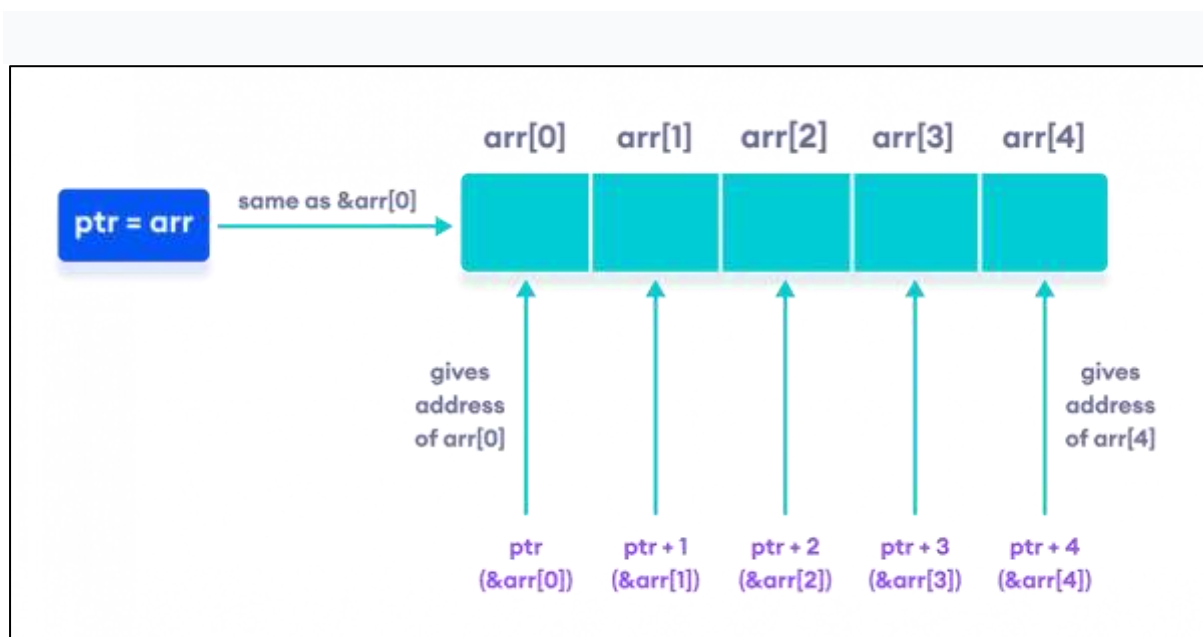 arr[0] arr[1] arr[2] arr[3] arr[4]
ptr = arr
same as &arr[0]
gives
address
of arr[0]
gives
address
of arr[4]
ptr ptr + 1 ptr + 2 ptr + 3 ptr + 4
(&arr[0]) (&arr[1]) (&arr[2]) (&arr[3]) (&arr[4])